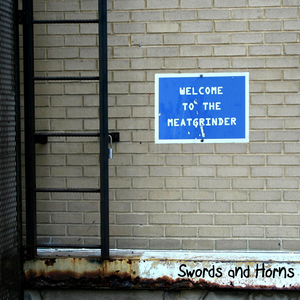 WELCOME
TO THE
MEATGRINDER
Swords and Horns